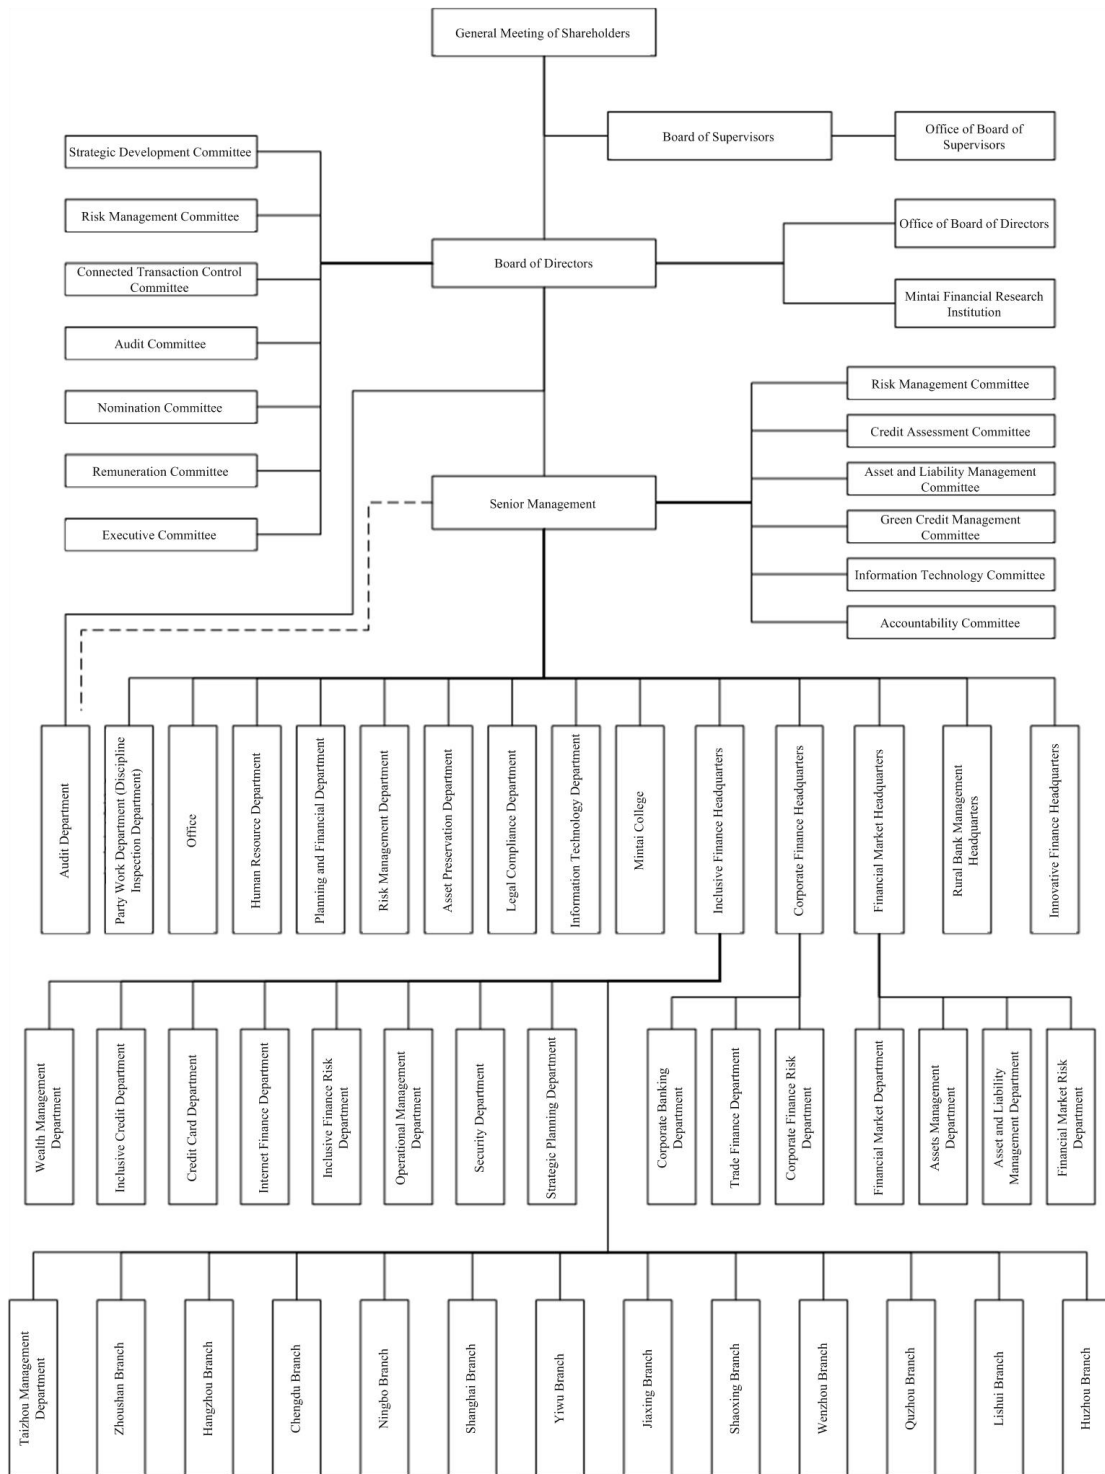 General Meeting of Shareholders
Board of Supervisors
Office of Board of
Supervisors
Strategic Development Committee
Risk Management Committee
Connected Transaction Control
Committee
Audit Committee
Nomination Committee
Remuneration Committee
Executive Committee
Board of Directors
Office of Board of Directors
Mintai Financial Research
Institution
Senior Management
Risk Management Committee
Credit Assessment Committee
Asset and Liability Management
Committee
Green Credit Management
Committee
Information Technology Committee
Accountability Committee
Audit Department
Party Work Department (Discipline
Inspection Department)
Office
Human Resource Department
Planning and Financial Department
Risk Management Department
Asset Preservation Department
Legal Compliance Department
Information Technology Department
Mintai College
Inclusive Finance Headquarters
Corporate Finance Headquarters
Financial Market Headquarters
Rural Bank Management
Headquarters
Innovative Finance Headquarters
Wealth Management
Department
Inclusive Credit Department
Credit Card Department
Internet Finance Department
Inclusive Finance Risk
Department
Operational Management
Department
Security Department
Strategic Planning Department
Corporate Banking
Department
Trade Finance Department
Corporate Finance Risk
Department
Financial Market Department
Assets Management
Department
Asset and Liability
Management Department
Financial Market Risk
Department
Taizhou Management
Department
Zhoushan Branch
Hangzhou Branch
Chengdu Branch
Ningbo Branch
Shanghai Branch
Yiwu Branch
Jiaxing Branch
Shaoxing Branch
Wenzhou Branch
Quzhou Branch
Lishui Branch
Huzhou Branch